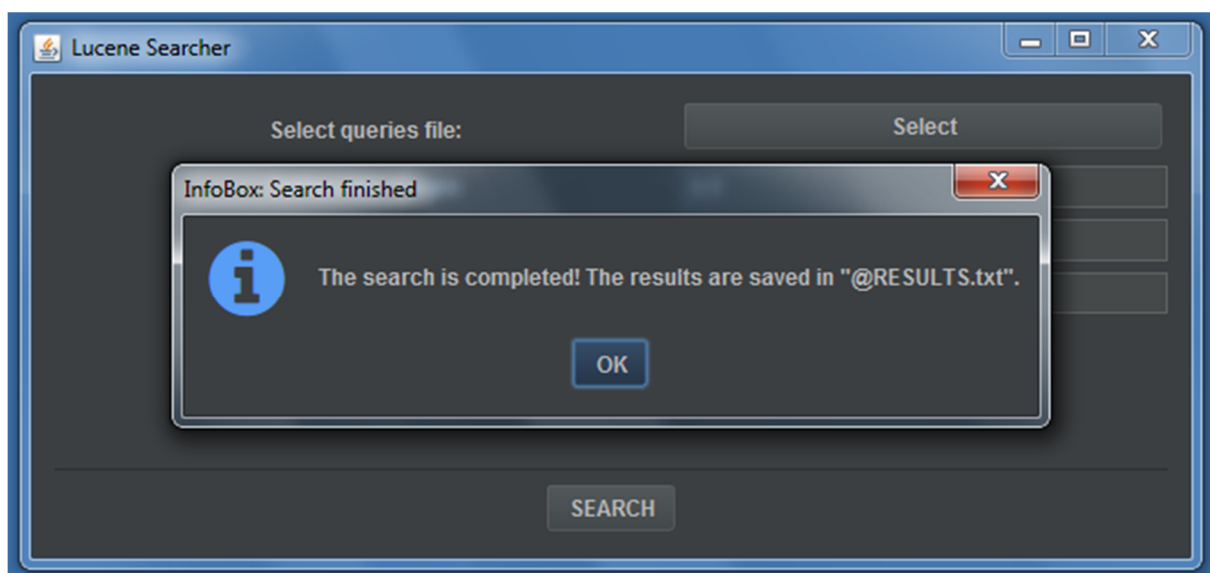 Lucene Searcher
Select queries file:
Select
InfoBox: Search finished
The search is completed! The results are saved in "@RESULTS.txt".
OK
SEARCH